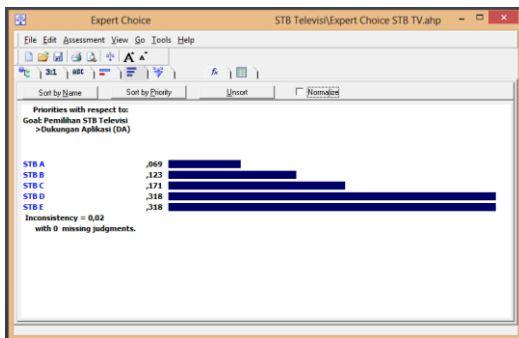 Expert Choice STB Televisi\Expert Choice STB TV.ahp
File Edit Assessment View Go Tools Help
3:1 ABC
Sort by Name Sort by Priority Unsort Normalize
Priorities with respect to:
Goal: Pemilihan STB Televisi
>Dukungan Aplikasi (DA)
STB A ,069
STB B ,123
STB C ,171
STB D ,318
STB E ,318
Inconsistency = 0,02
with 0 missing judgments.